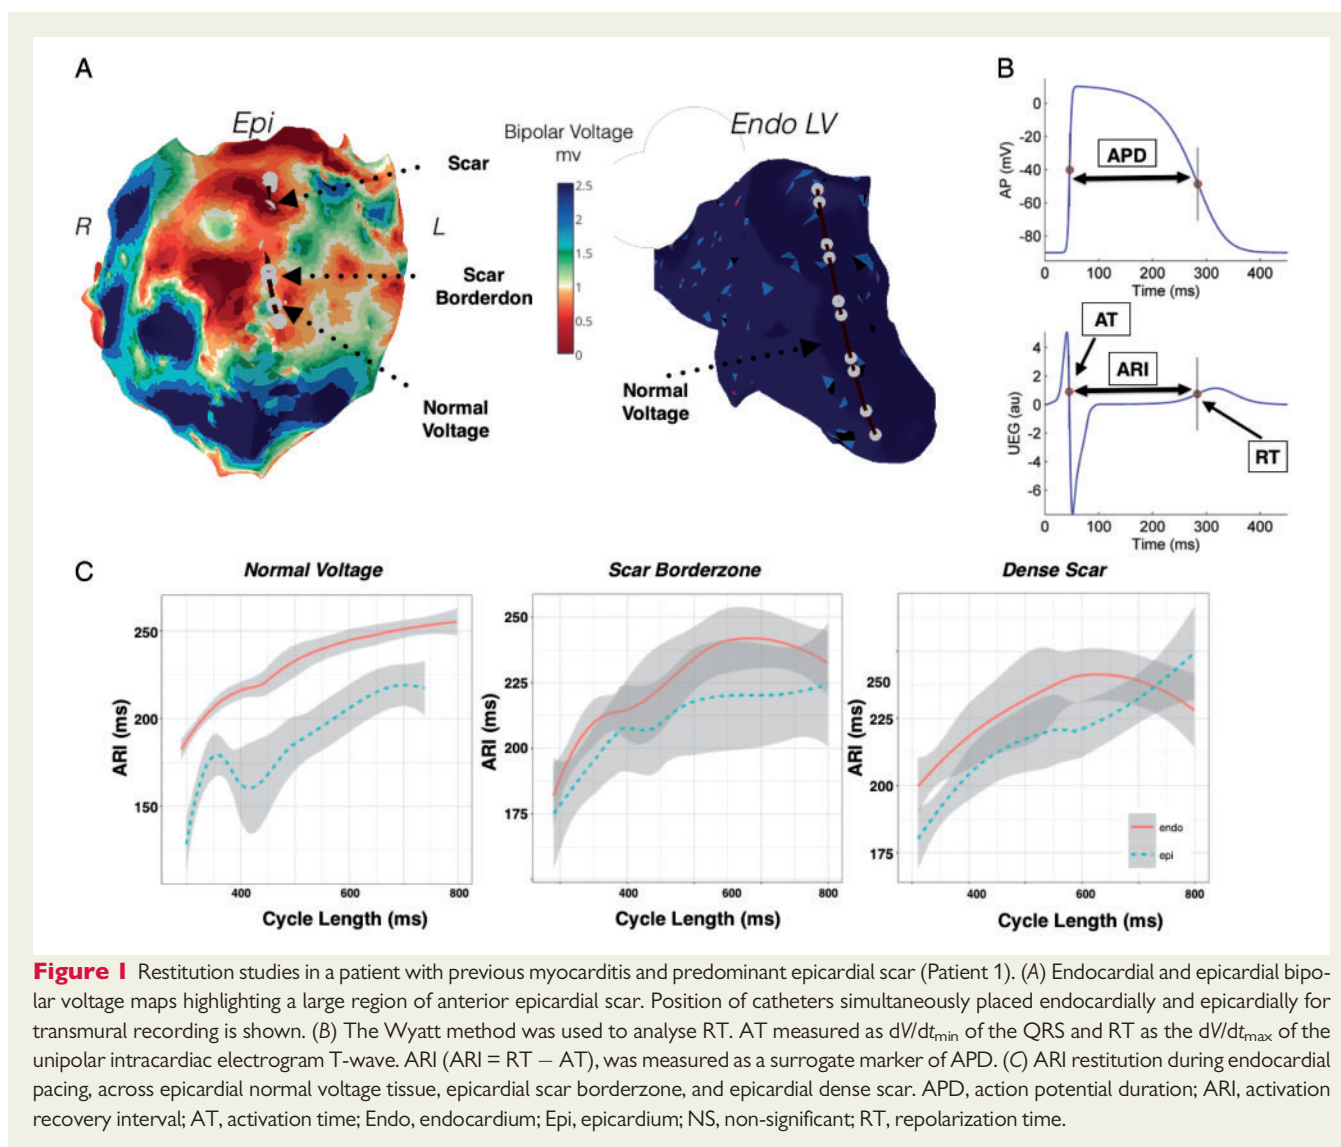 A
B
Epi
Endo LV
Bipolar Voltage
mv
2.5
2
1.5
1
0.5
0
R
L
Scar
Scar
Borderdon
Normal
Voltage
Normal
Voltage
0
-20
-40
-60
-80
AP (mV)
APD
0 100 200 300 400
Time (ms)
4
2
0
-2
-4
-6
UEG (au)
AT
ARI
RT
0 100 200 300 400
Time (ms)
C
Normal Voltage
250
200
150
ARI (ms)
400 600 800
Cycle Length (ms)
Scar Borderzone
250
225
200
175
ARI (ms)
400 600 800
Cycle Length (ms)
Dense Scar
250
225
200
175
ARI (ms)
endo
epi
400 600 800
Cycle Length (ms)
Figure 1 Restitution studies in a patient with previous myocarditis and predominant epicardial scar (Patient 1). (A) Endocardial and epicardial bipo-
lar voltage maps highlighting a large region of anterior epicardial scar. Position of catheters simultaneously placed endocardially and epicardially for
transmural recording is shown. (B) The Wyatt method was used to analyse RT. AT measured as dV/dtmin of the QRS and RT as the dV/dtmax of the
unipolar intracardiac electrogram T-wave. ARI (ARI = RT − AT), was measured as a surrogate marker of APD. (C) ARI restitution during endocardial
pacing, across epicardial normal voltage tissue, epicardial scar borderzone, and epicardial dense scar. APD, action potential duration; ARI, activation
recovery interval; AT, activation time; Endo, endocardium; Epi, epicardium; NS, non-significant; RT, repolarization time.